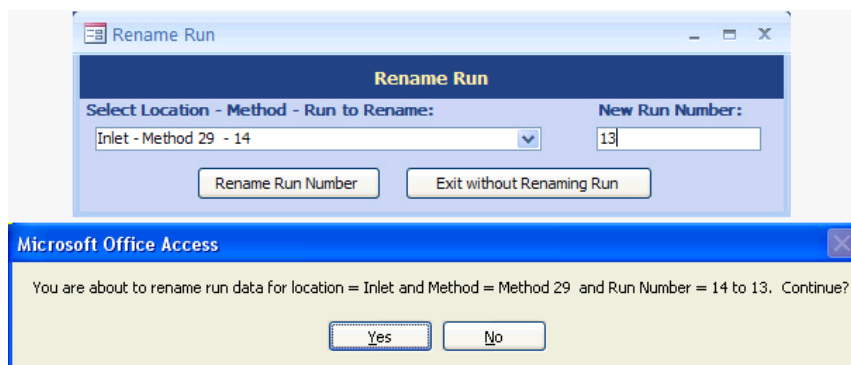 Rename Run
Rename Run
Select Location - Method - Run to Rename: New Run Number:
Inlet - Method 29 - 14 13
Rename Run Number Exit without Renaming Run
Microsoft Office Access
You are about to rename run data for location = Inlet and Method = Method 29 and Run Number = 14 to 13. Continue?
Yes No